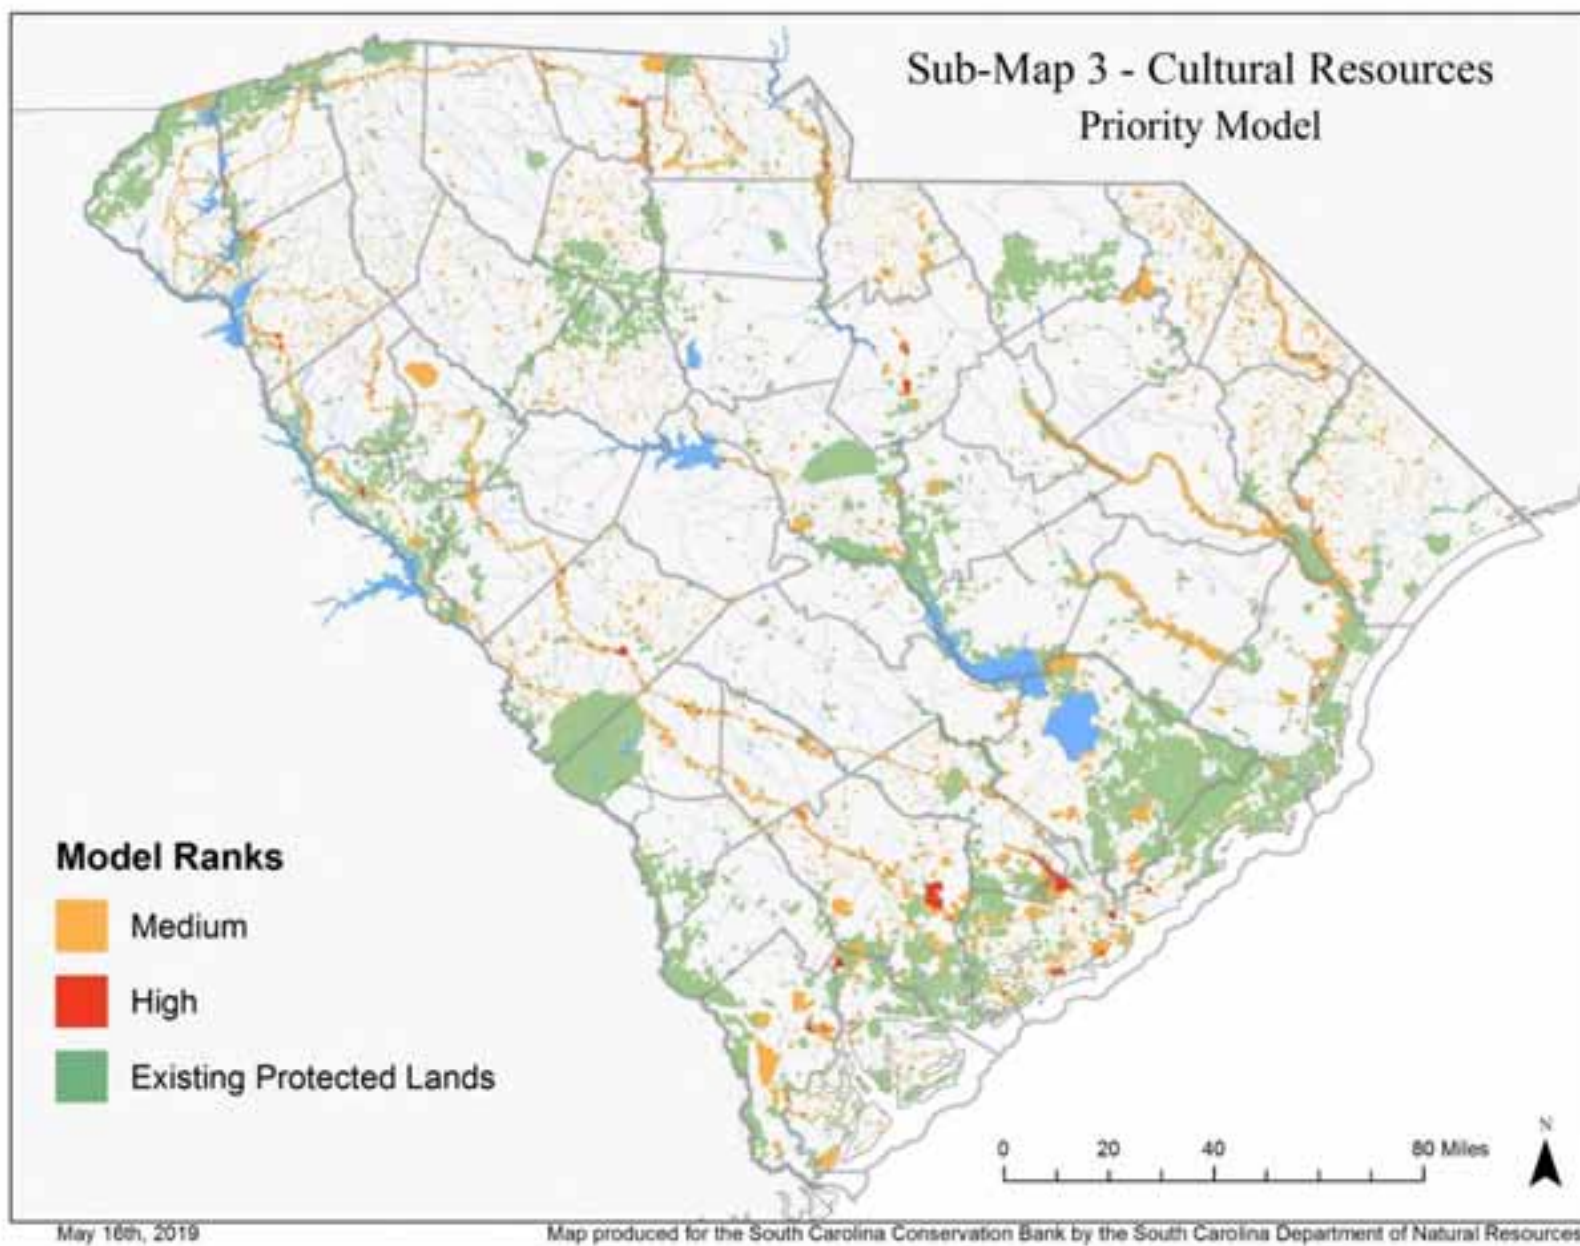 Sub-Map 3 - Cultural Resources
Priority Model
Model Ranks
Medium
High
Existing Protected Lands
0 20 40 80 Miles
N
May 16th, 2019
Map produced for the South Carolina Conservation Bank by the South Carolina Department of Natural Resources